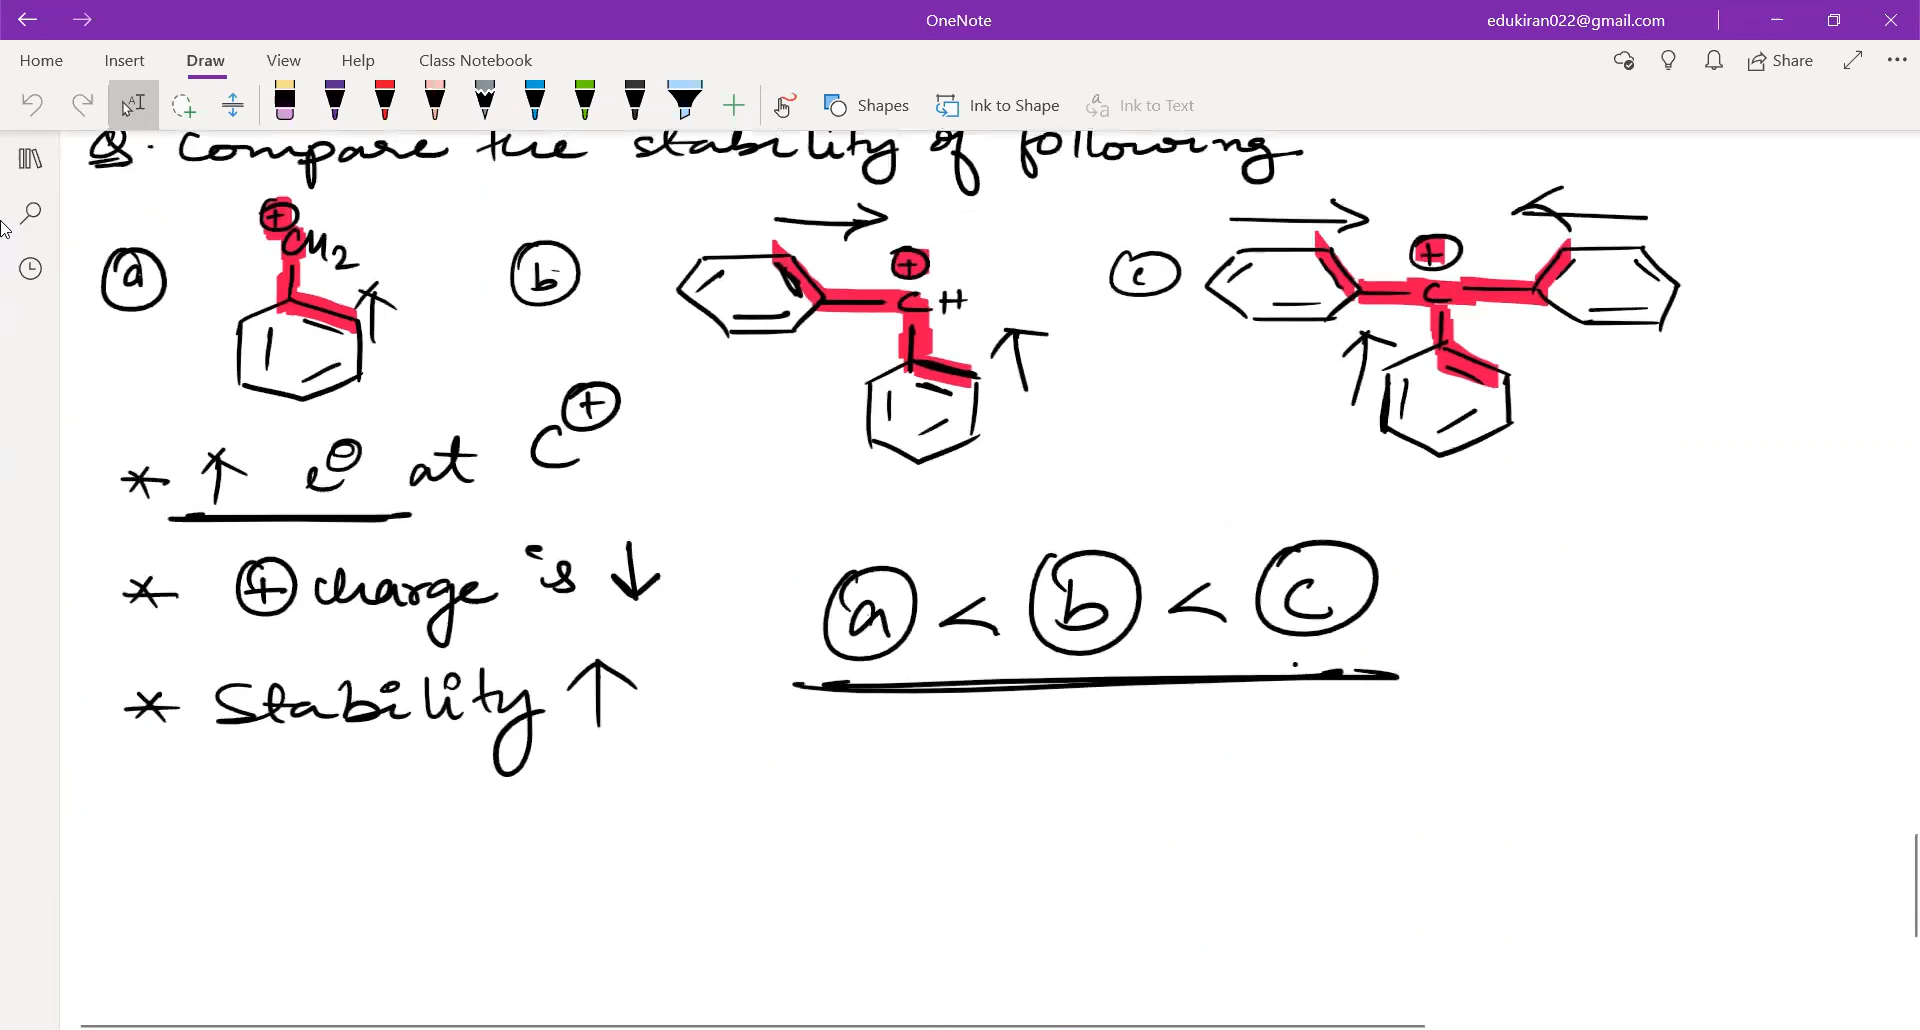 OneNote
edukiran022@gmail.com
Home Insert Draw View Help Class Notebook
Share
Shapes Ink to Shape Ink to Text
Q. Compare the stability of following
a ⊕ CH2
b ⊕ C H
c ⊕ C
* ↑ e⊖ at C⊕
* ⊕ charge is ↓
* Stability ↑
a < b < c